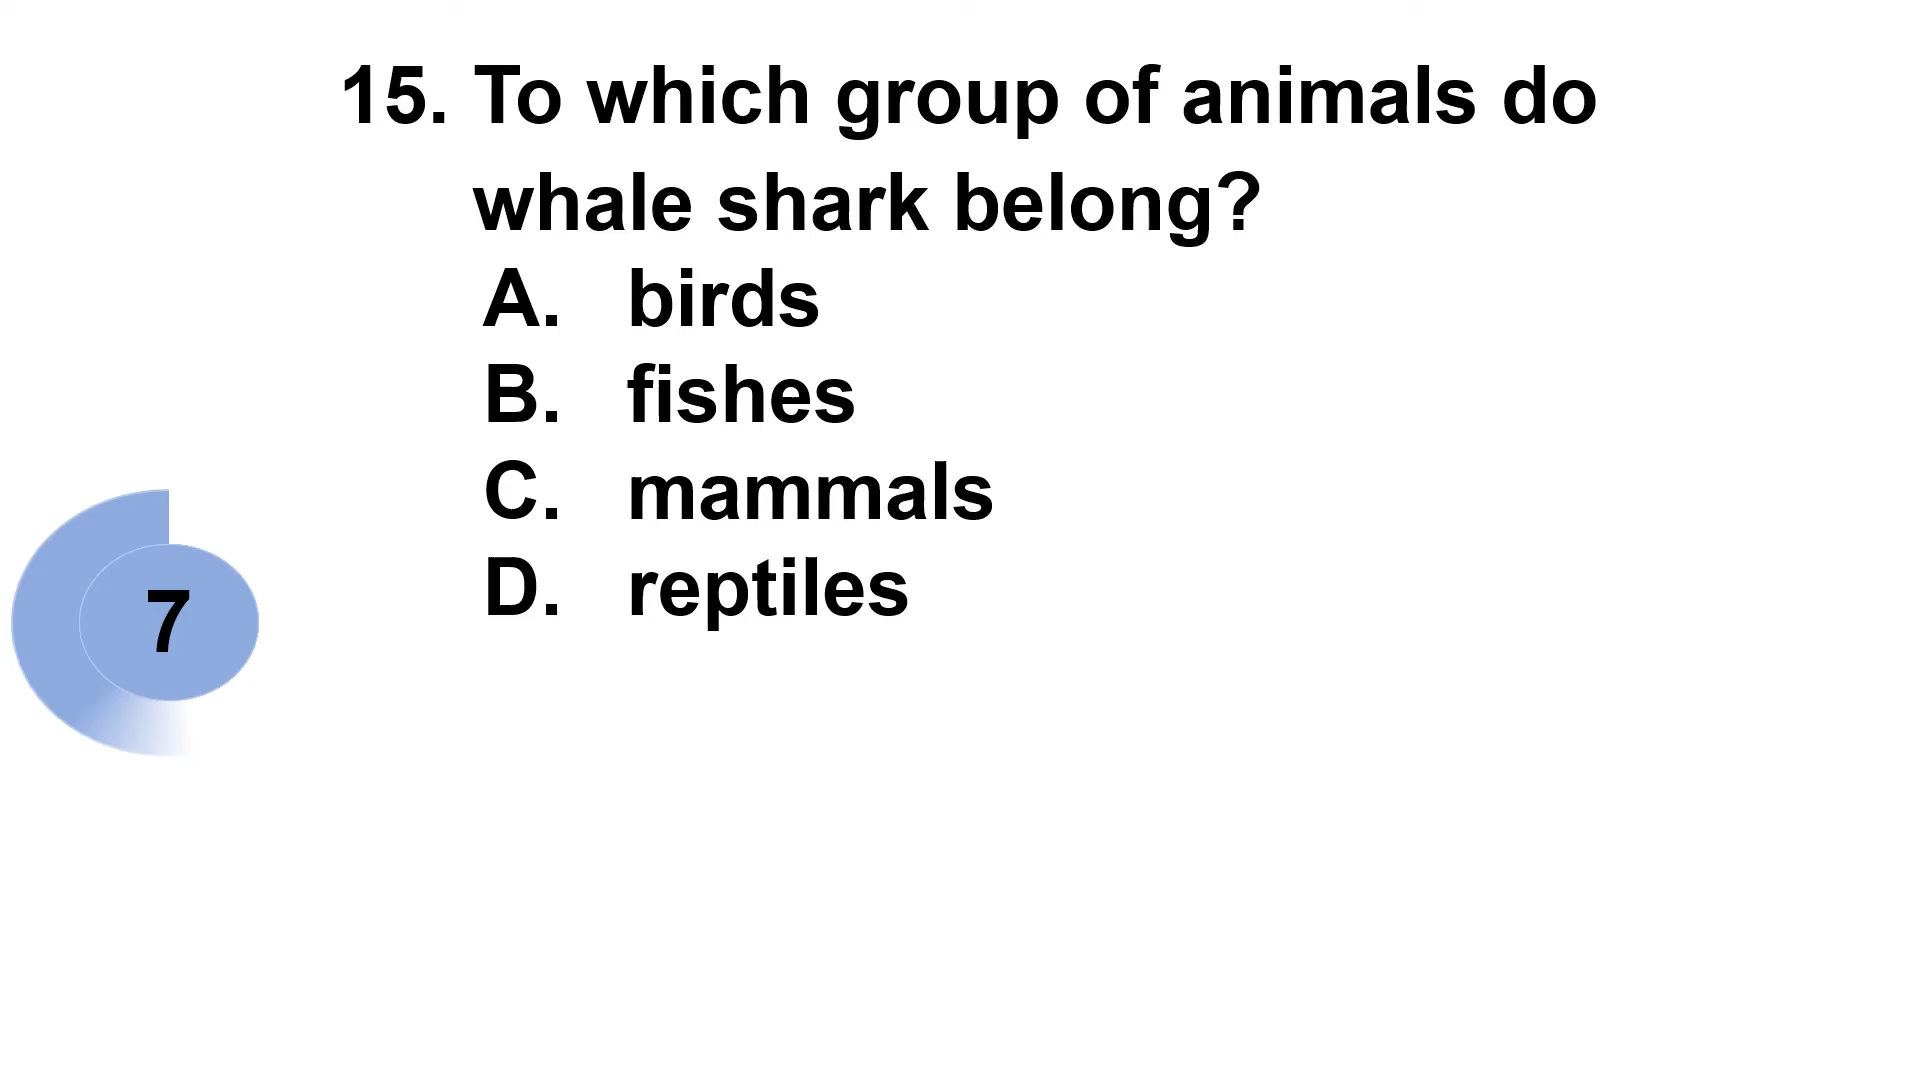 15. To which group of animals do
whale shark belong?
A. birds
B. fishes
C. mammals
D. reptiles
7